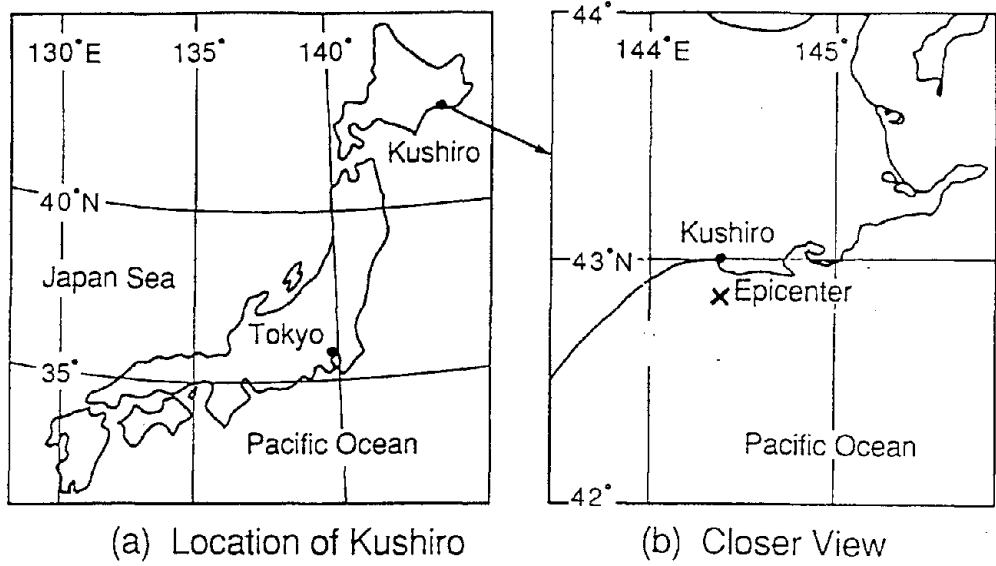 130°E 135° 140°
Kushiro
40°N
Japan Sea
Tokyo
35°
Pacific Ocean
(a) Location of Kushiro
44°
144°E 145°
Kushiro
43°N
Epicenter
Pacific Ocean
42°
(b) Closer View